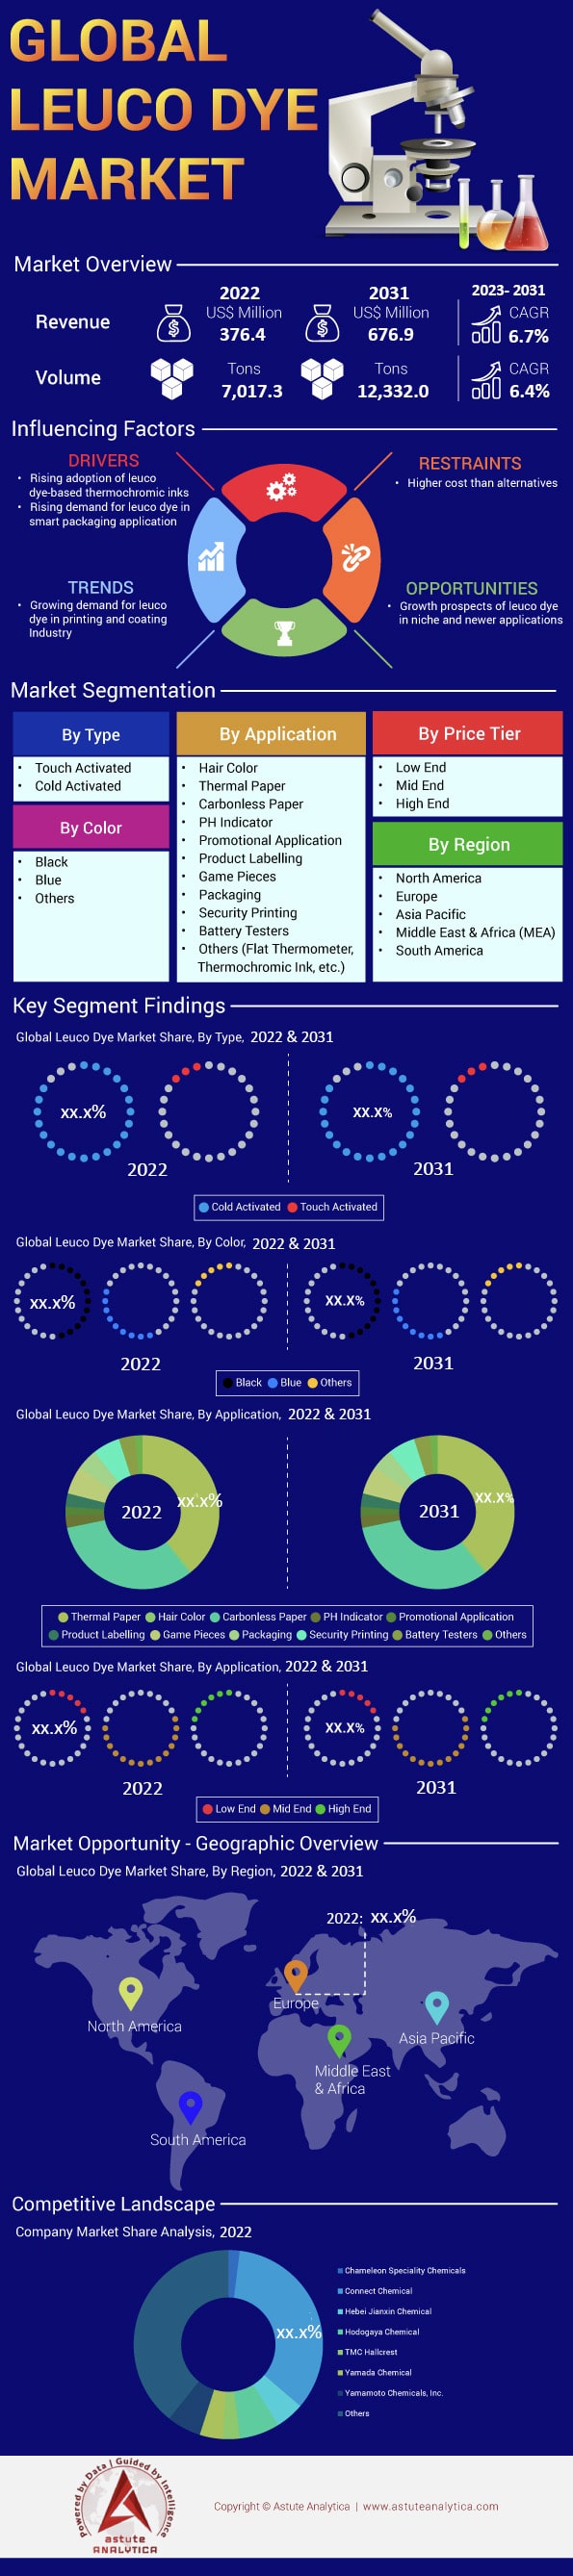 GLOBAL
LEUCO DYE
MARKET
Market Overview
2022
2031
2023- 2031
Revenue
US$ Million
376.4
US$ Million
676.9
CAGR
6.7%
Volume
Tons
7,017.3
Tons
12,332.0
CAGR
6.4%
Influencing Factors
DRIVERS
• Rising adoption of leuco
dye-based thermochromic inks
• Rising demand for leuco dye in
smart packaging application
RESTRAINTS
• Higher cost than alternatives
TRENDS
• Growing demand for leuco
dye in printing and coating
Industry
OPPORTUNITIES
• Growth prospects of leuco dye
in niche and newer applications
Market Segmentation
By Type
• Touch Activated
• Cold Activated
By Color
• Black
• Blue
• Others
By Application
• Hair Color
• Thermal Paper
• Carbonless Paper
• PH Indicator
• Promotional Application
• Product Labelling
• Game Pieces
• Packaging
• Security Printing
• Battery Testers
• Others (Flat Thermometer,
Thermochromic Ink, etc.)
By Price Tier
• Low End
• Mid End
• High End
By Region
• North America
• Europe
• Asia Pacific
• Middle East & Africa (MEA)
• South America
Key Segment Findings
Global Leuco Dye Market Share, By Type, 2022 & 2031
xx.x%
XX.X%
2022
2031
Cold Activated Touch Activated
Global Leuco Dye Market Share, By Color, 2022 & 2031
xx.x%
XX.X%
2022
2031
Black Blue Others
Global Leuco Dye Market Share, By Application, 2022 & 2031
2022
xx.x%
2031
XX.X%
Thermal Paper Hair Color Carbonless Paper PH Indicator Promotional Application
Product Labelling Game Pieces Packaging Security Printing Battery Testers Others
Global Leuco Dye Market Share, By Application, 2022 & 2031
xx.x%
XX.X%
2022
2031
Low End Mid End High End
Market Opportunity - Geographic Overview
Global Leuco Dye Market Share, By Region, 2022 & 2031
2022: xx.x%
Europe
North America
Asia Pacific
Middle East
& Africa
South America
Competitive Landscape
Company Market Share Analysis, 2022
xx.x%
Chameleon Speciality Chemicals
Connect Chemical
Hebei Jianxin Chemical
Hodogaya Chemical
TMC Hallcrest
Yamada Chemical
Yamamoto Chemicals, Inc.
Others
Powered by Data | Guided by Intelligence
astute
ANALYTICA
Copyright © Astute Analytica | www.astuteanalytica.com